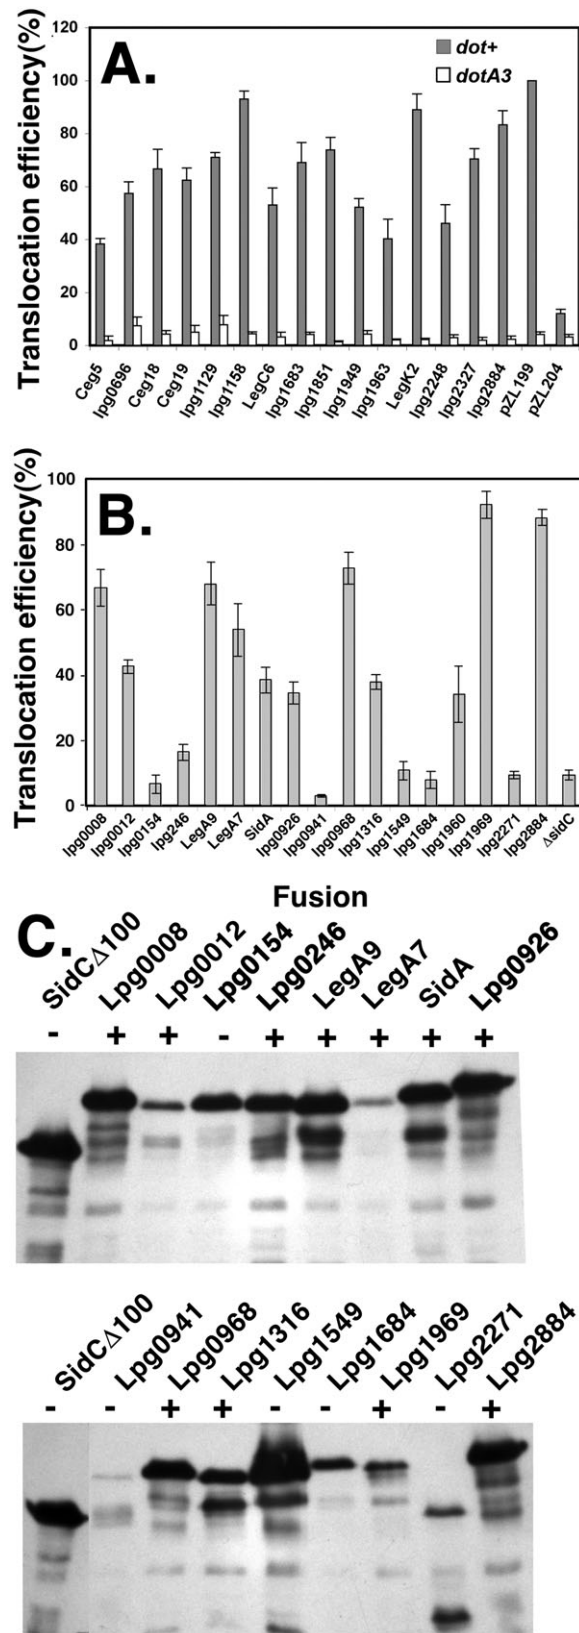 A.
Translocation efficiency(%)
120
100
80
60
40
20
0
dot+
dotA3
Ceg5
lpg0696
Ceg18
Ceg19
lpg1129
lpg1158
LegC6
lpg1683
lpg1851
lpg1949
lpg1963
LegK2
lpg2248
lpg2327
lpg2884
pZL199
pZL204
B.
Translocation efficiency(%)
100
80
60
40
20
0
lpg0008
lpg0012
lpg0154
lpg246
LegA9
LegA7
SidA
lpg0926
lpg0941
lpg0968
lpg1316
lpg1549
lpg1684
lpg1960
lpg1969
lpg2271
lpg2884
ΔsidC
Fusion
C.
SidCΔ100
Lpg0008
Lpg0012
Lpg0154
Lpg0246
LegA9
LegA7
SidA
Lpg0926
- + + - + + + + +
SidCΔ100
Lpg0941
Lpg0968
Lpg1316
Lpg1549
Lpg1684
Lpg1969
Lpg2271
Lpg2884
- - + + - - + - +